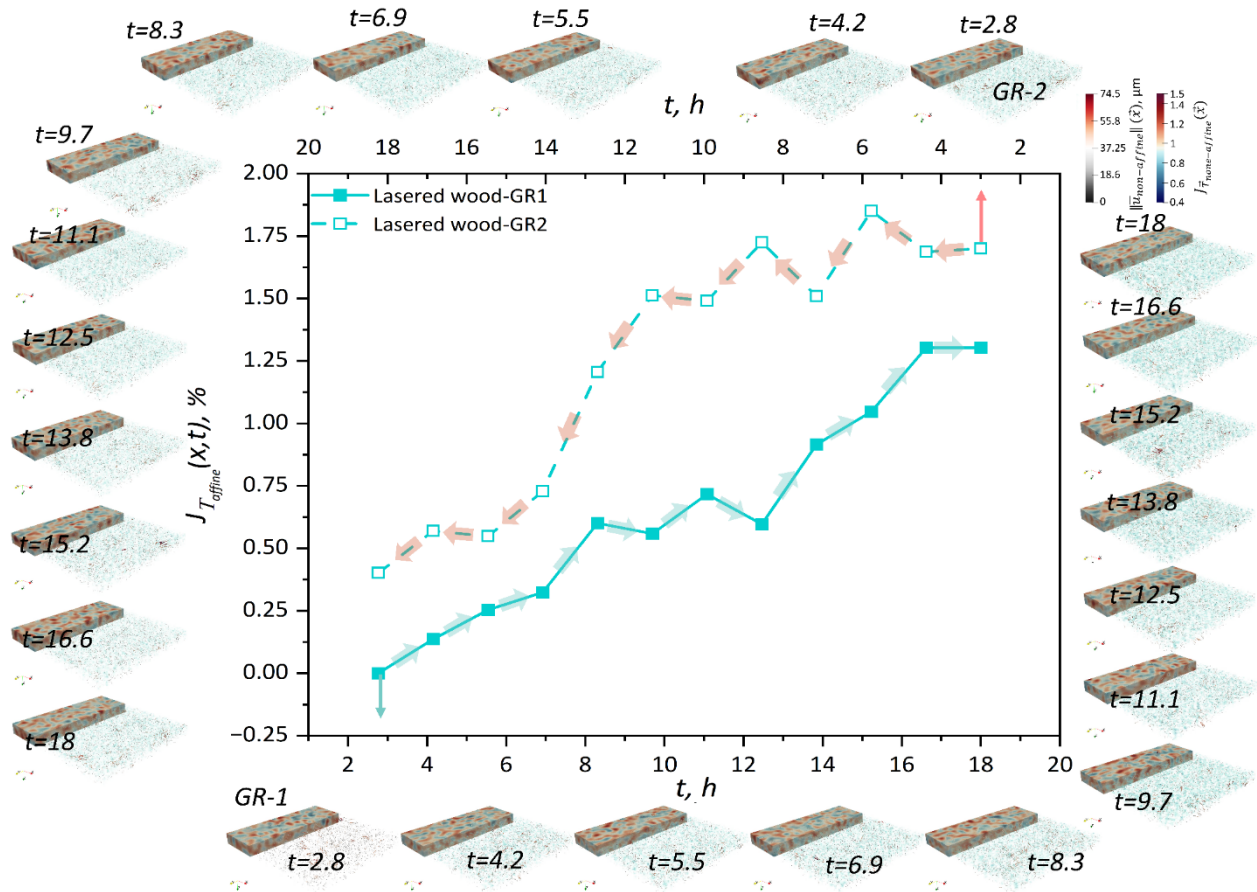 t=8.3
t=6.9
t=5.5
t=4.2
t=2.8
GR-2
t, h
20 18 16 14 12 10 8 6 4 2
74.5
55.8
37.25
18.6
0
‖u̅non−affine‖ (x⃗), μm
1.5
1.4
1.2
1
0.8
0.6
0.4
J T̅none−affine (x⃗)
t=9.7
t=11.1
t=12.5
t=13.8
t=15.2
t=16.6
t=18
2.00
1.75
1.50
1.25
1.00
0.75
0.50
0.25
0.00
−0.25
J Taffine (x,t), %
Lasered wood-GR1
Lasered wood-GR2
t=18
t=16.6
t=15.2
t=13.8
t=12.5
t=11.1
t=9.7
2 4 6 8 10 12 14 16 18 20
t, h
GR-1
t=2.8
t=4.2
t=5.5
t=6.9
t=8.3